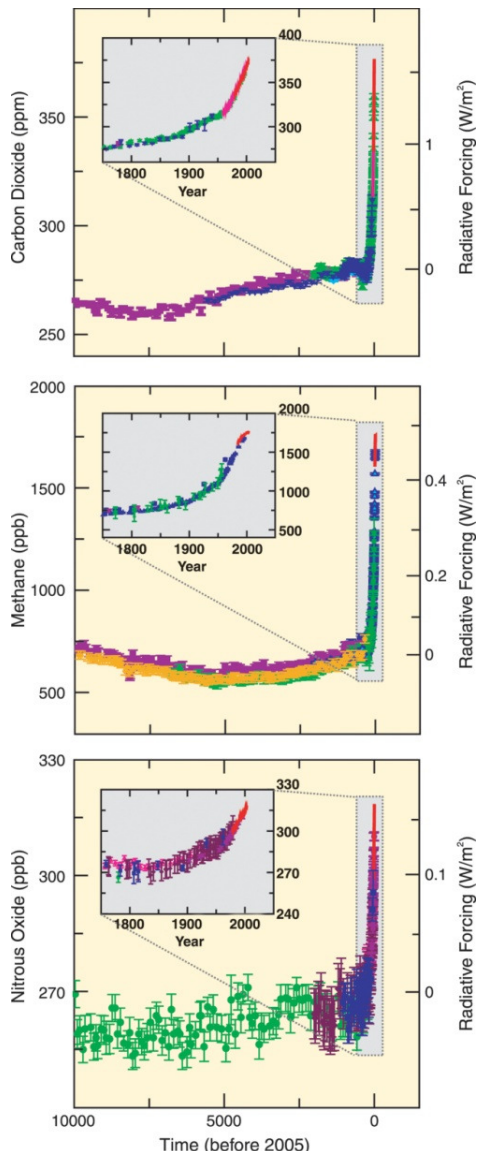 400
350
300
1800 1900 2000
Year
350
300
250
Carbon Dioxide (ppm)
1
0
Radiative Forcing (W/m²)
2000
1500
1000
500
1800 1900 2000
Year
2000
1500
1000
500
Methane (ppb)
0.4
0.2
0
Radiative Forcing (W/m²)
330
300
270
240
1800 1900 2000
Year
330
300
270
Nitrous Oxide (ppb)
0.1
0
Radiative Forcing (W/m²)
10000 5000 0
Time (before 2005)